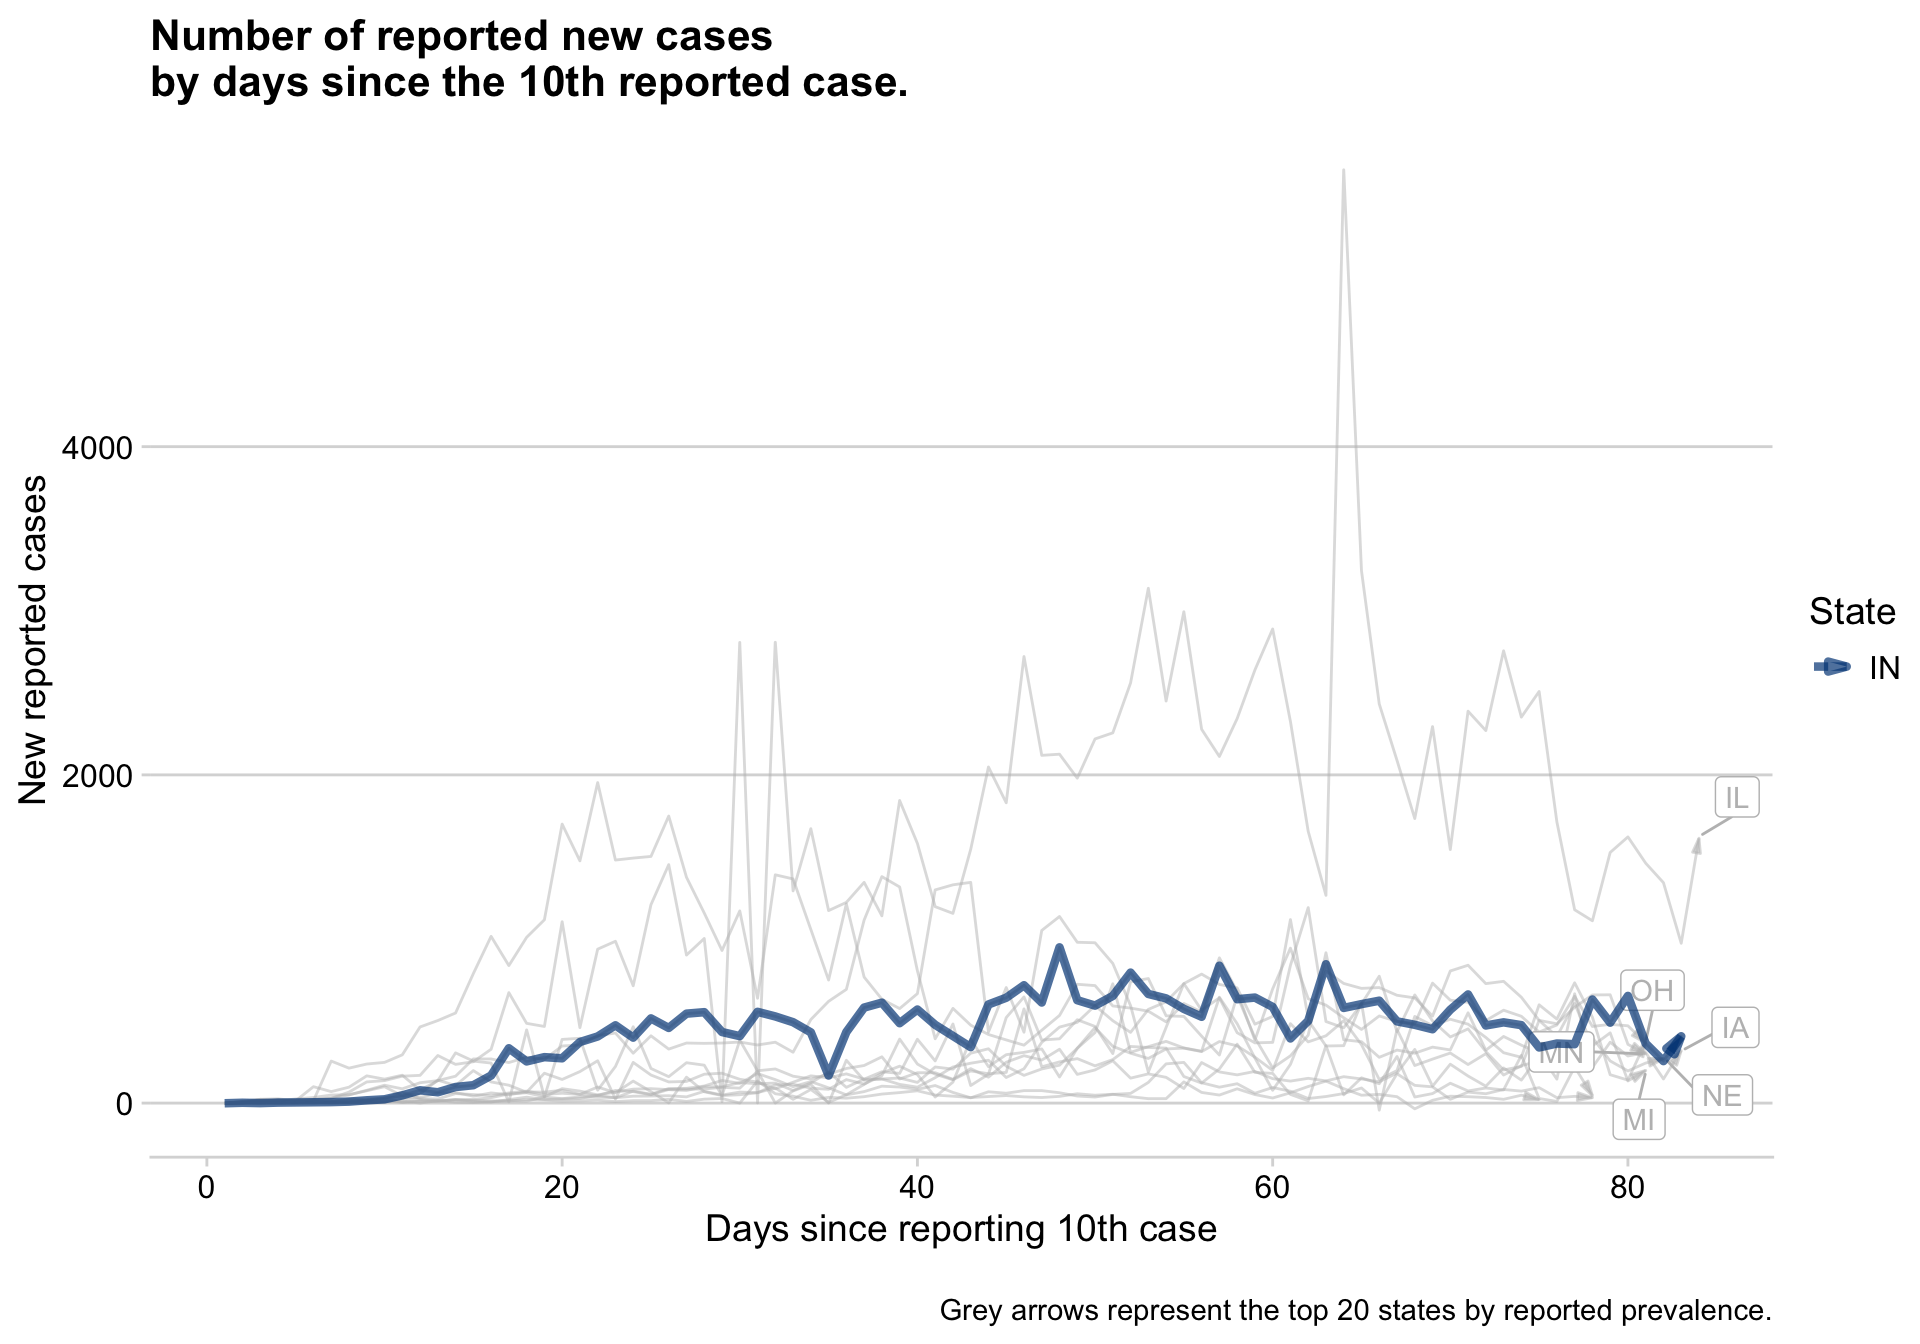 Number of reported new cases
by days since the 10th reported case.
New reported cases
4000
2000
0
0
20
40
60
80
Days since reporting 10th case
IL
OH
IA
MN
NE
MI
State
IN
Grey arrows represent the top 20 states by reported prevalence.